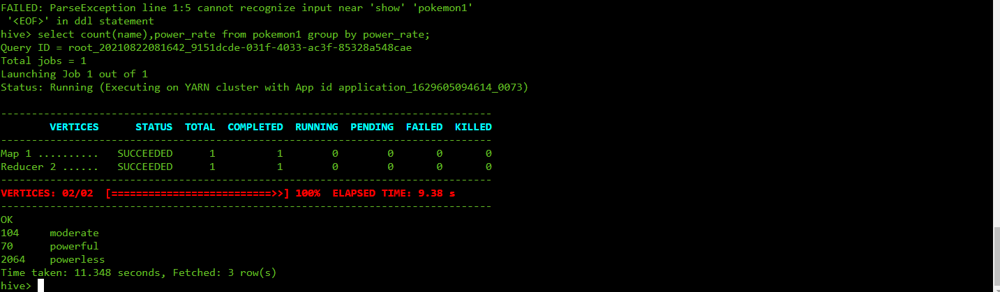 FAILED: ParseException line 1:5 cannot recognize input near 'show' 'pokemon1'
 '<EOF>' in ddl statement
hive> select count(name),power_rate from pokemon1 group by power_rate;
Query ID = root_20210822081642_9151dcde-031f-4033-ac3f-85328a548cae
Total jobs = 1
Launching Job 1 out of 1
Status: Running (Executing on YARN cluster with App id application_1629605094614_0073)
--------------------------------------------------------------------------------
        VERTICES      STATUS  TOTAL  COMPLETED  RUNNING  PENDING  FAILED  KILLED
--------------------------------------------------------------------------------
Map 1 ..........   SUCCEEDED      1          1        0        0       0       0
Reducer 2 ......   SUCCEEDED      1          1        0        0       0       0
--------------------------------------------------------------------------------
VERTICES: 02/02  [==========================>>] 100%  ELAPSED TIME: 9.38 s
--------------------------------------------------------------------------------
OK
104     moderate
70      powerful
2064    powerless
Time taken: 11.348 seconds, Fetched: 3 row(s)
hive>